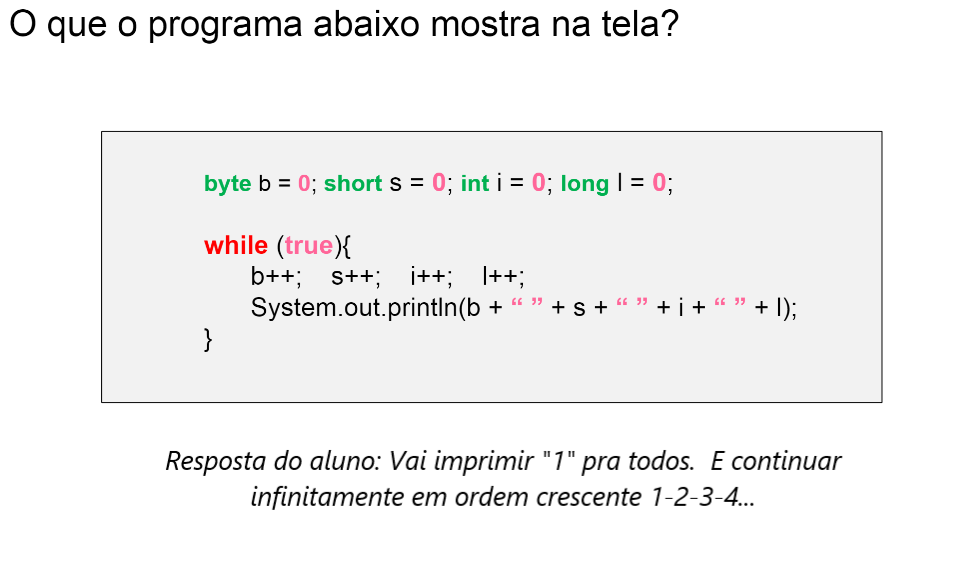 O que o programa abaixo mostra na tela?
byte b = 0; short s = 0; int i = 0; long l = 0;
while (true){
b++; s++; i++; l++;
System.out.println(b + “ ” + s + “ ” + i + “ ” + l);
}
Resposta do aluno: Vai imprimir "1" pra todos. E continuar
infinitamente em ordem crescente 1-2-3-4...